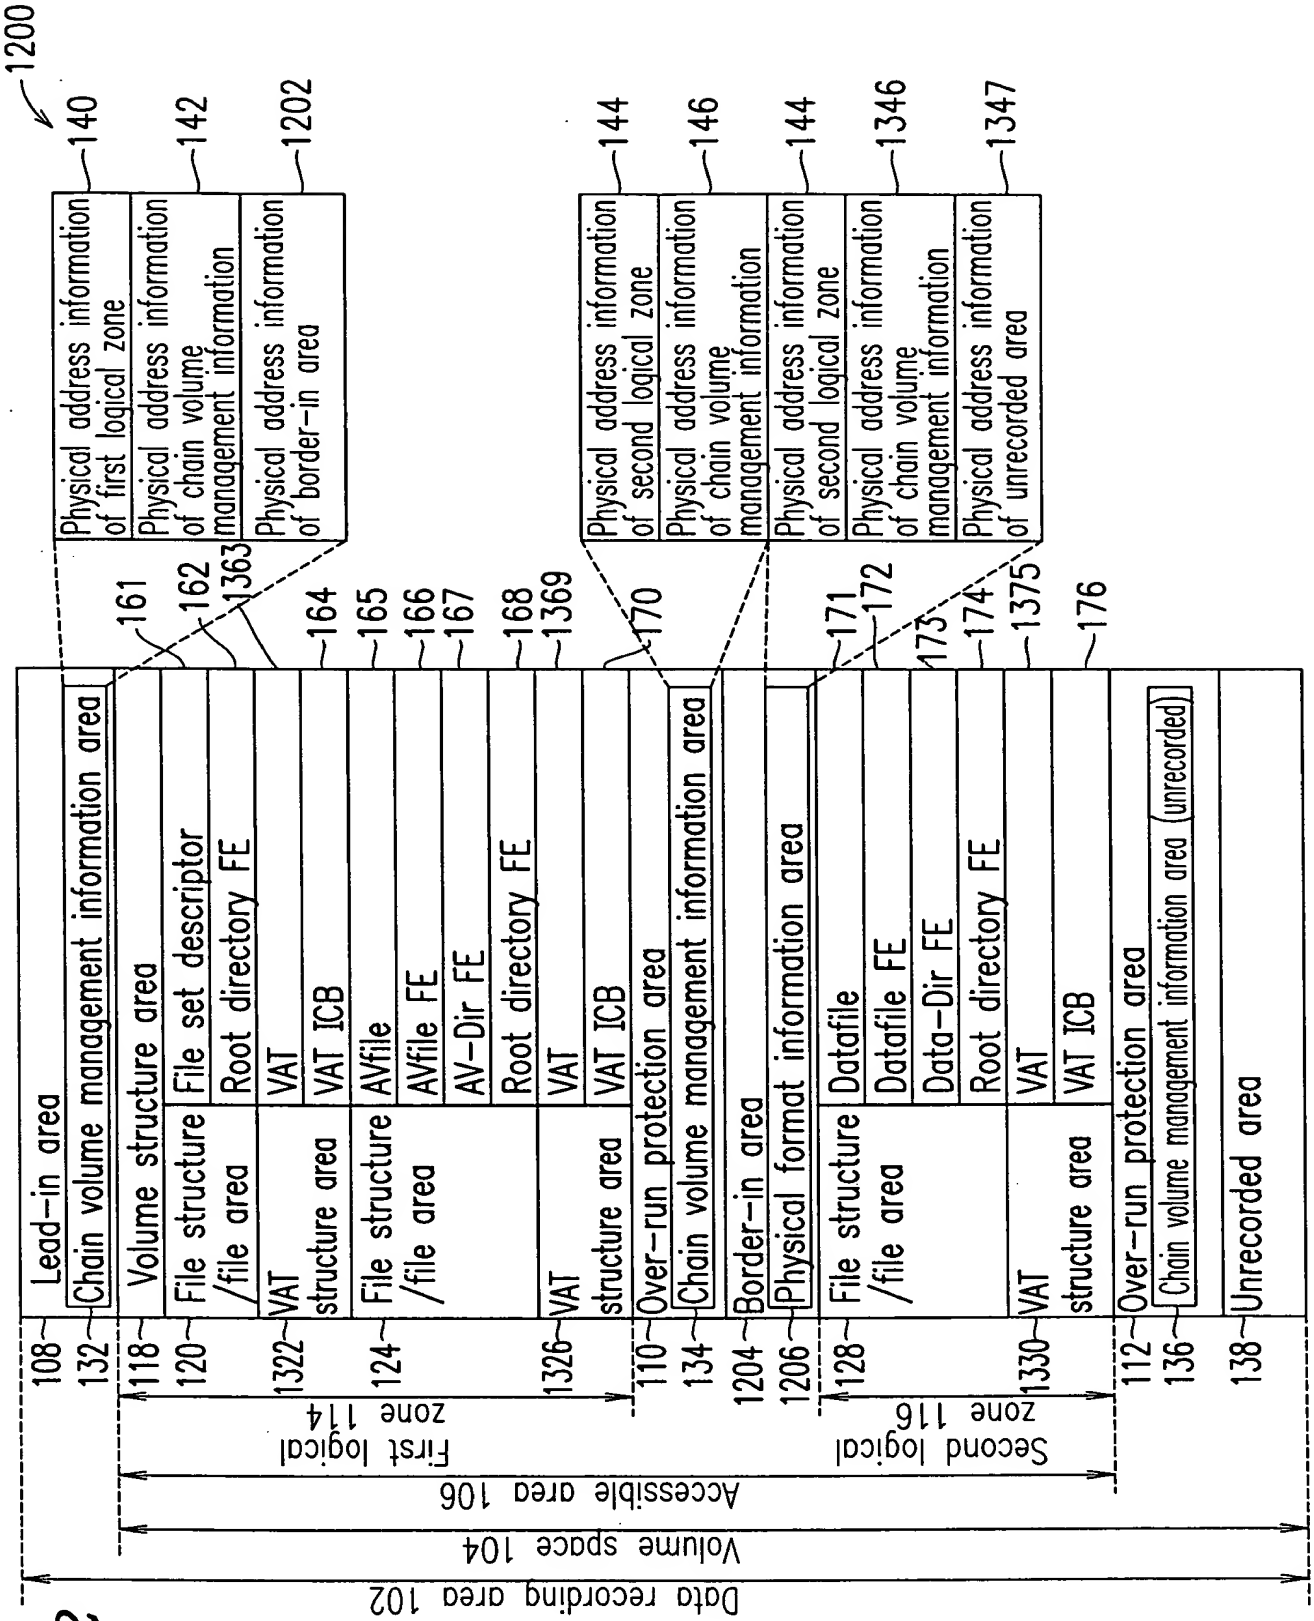 1200
Physical address information
of first logical zone
140
Physical address information
of chain volume
management information
142
Physical address information
of border-in area
1202
Physical address information
of second logical zone
144
Physical address information
of chain volume
management information
146
Physical address information
of second logical zone
144
Physical address information
of chain volume
management information
1346
Physical address information
of unrecorded area
1347
108
Lead-in area
132
Chain volume management information area
118
Volume structure area
120
File structure
/file area
File set descriptor
161
Root directory FE
162
1322
VAT
structure area
VAT
1363
VAT ICB
164
124
File structure
/file area
AVfile
165
AVfile FE
166
AV-Dir FE
167
Root directory FE
168
1326
VAT
structure area
VAT
1369
VAT ICB
170
110
Over-run protection area
134
Chain volume management information area
1204
Border-in area
1206
Physical format information area
128
File structure
/file area
Datafile
171
Datafile FE
172
Data-Dir FE
173
Root directory FE
174
1330
VAT
structure area
VAT
1375
VAT ICB
176
112
Over-run protection area
136
Chain volume management information area (unrecorded)
138
Unrecorded area
First logical
zone 114
Second logical
zone 116
Accessible area 106
Volume space 104
Data recording area 102